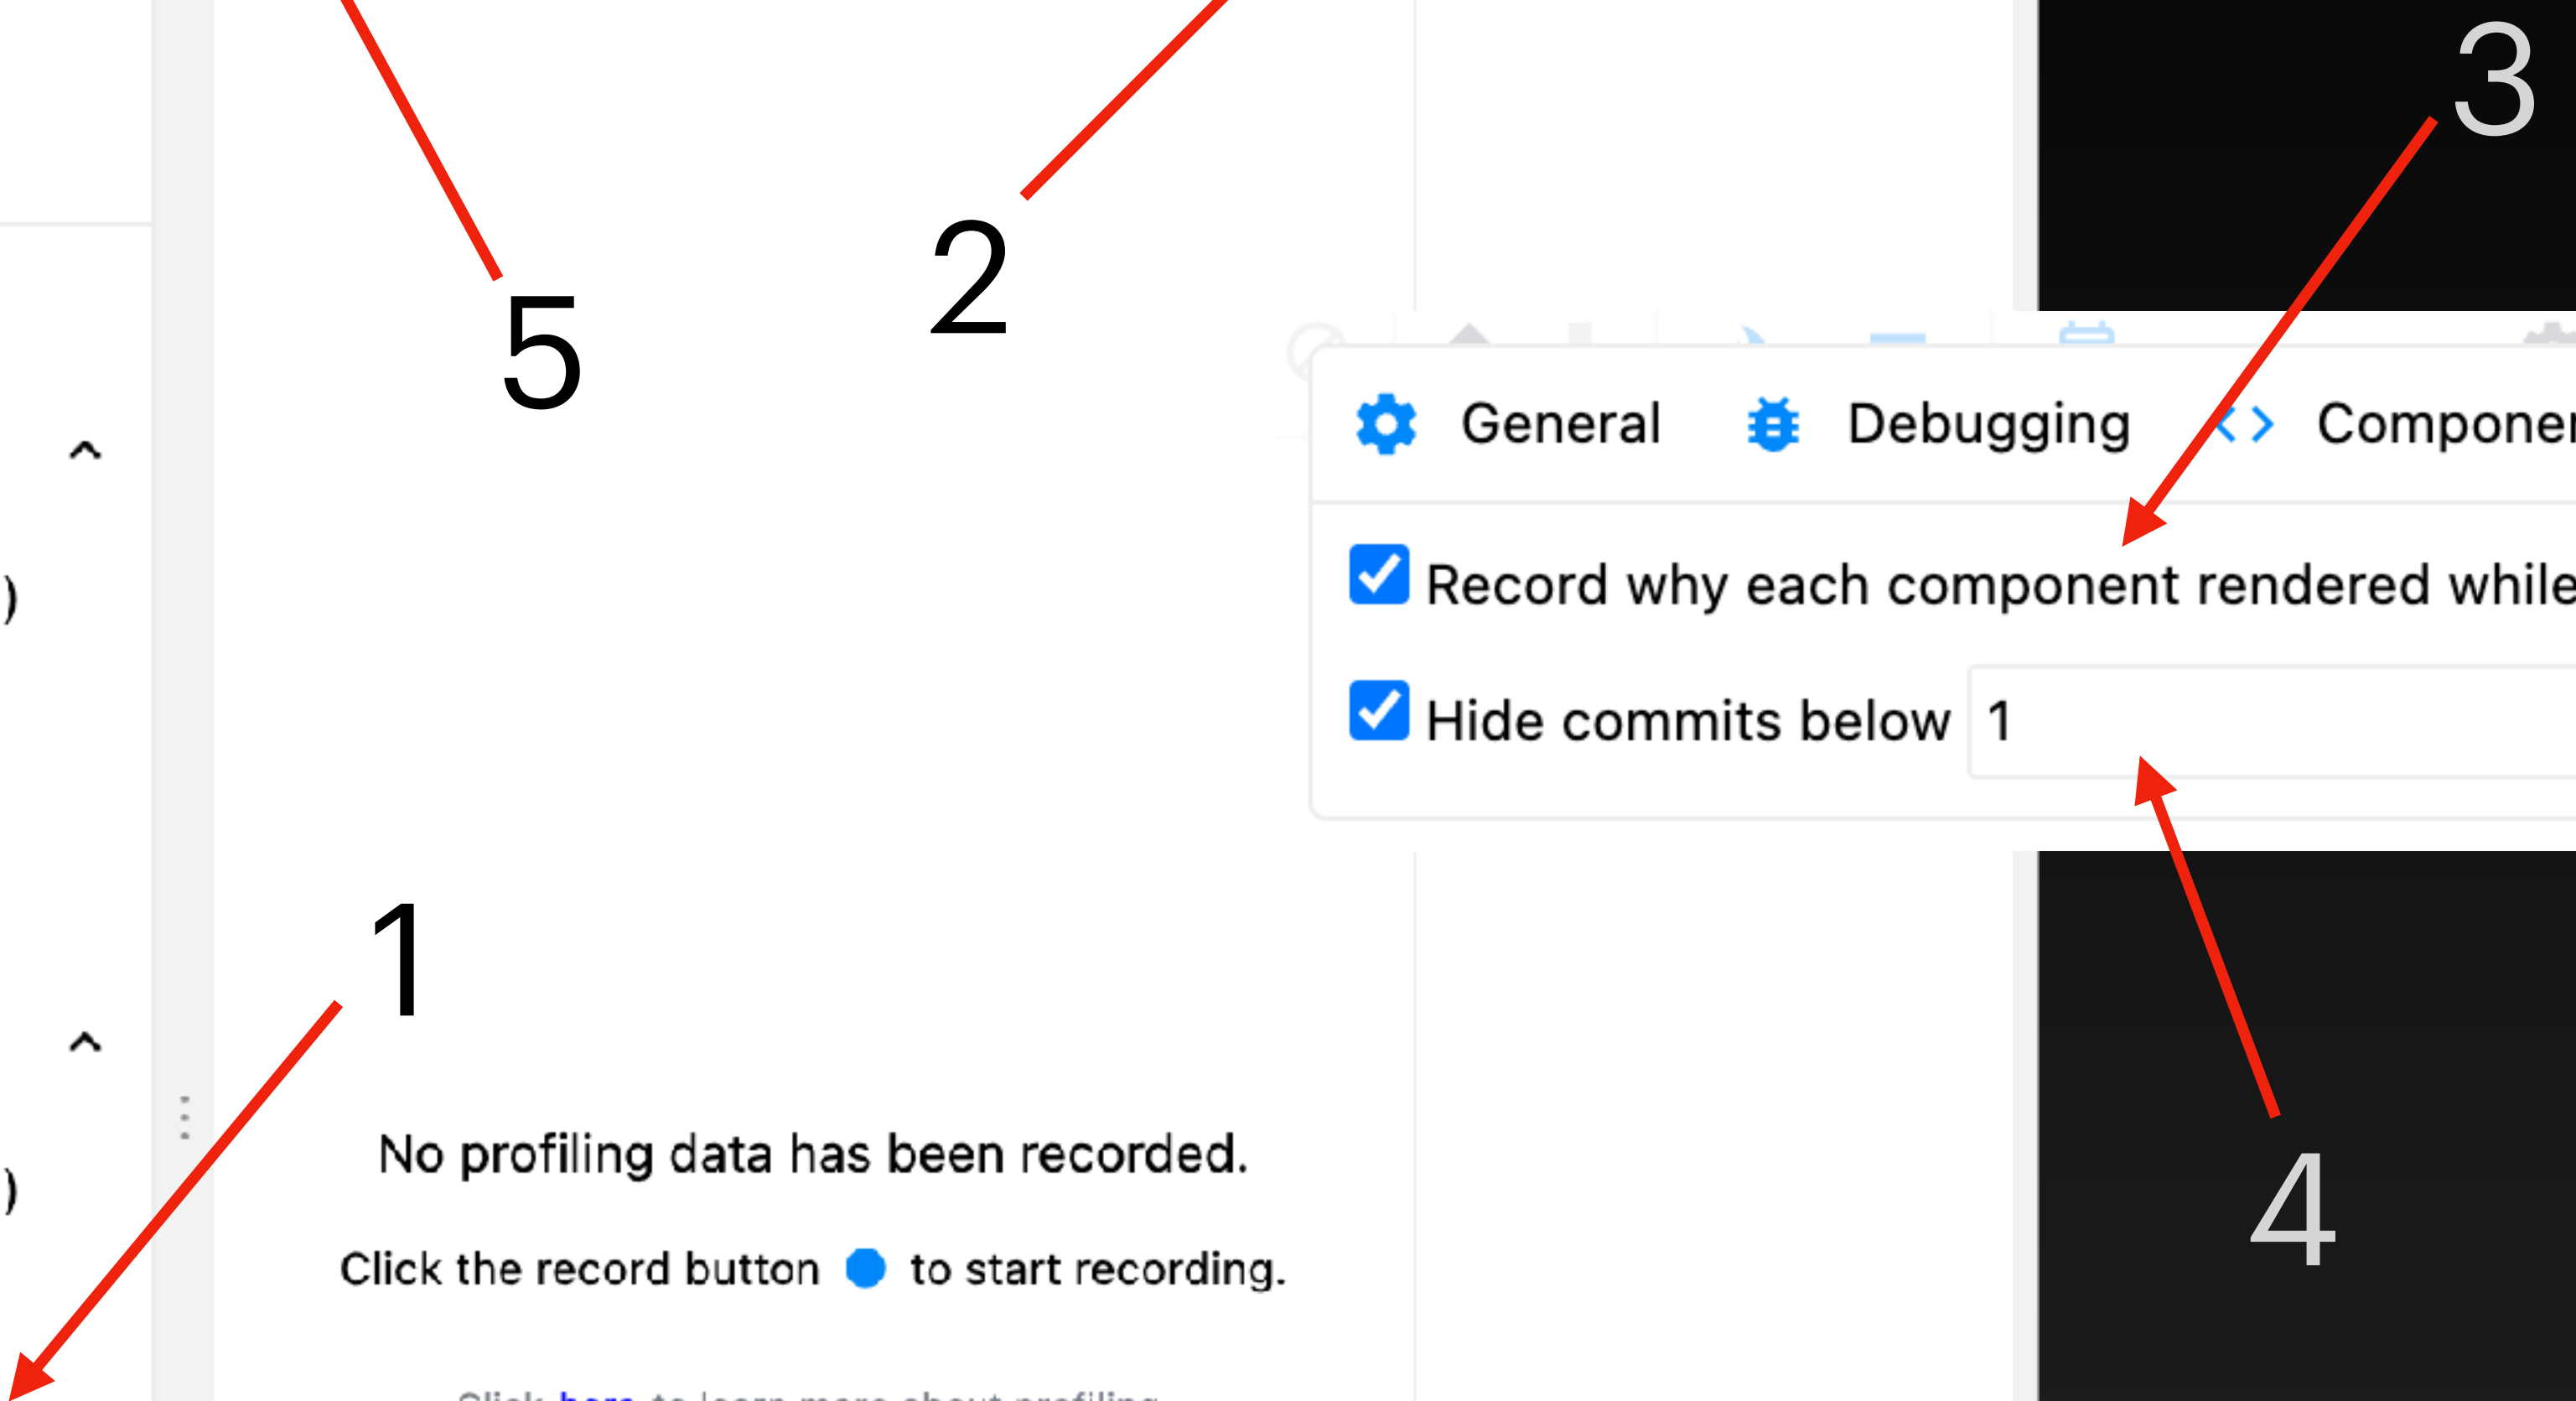 3
2
5
General Debugging
)
Record why each component rendered while
Hide commits below 1
1
No profiling data has been recorded.
)
4
Click the record button to start recording.